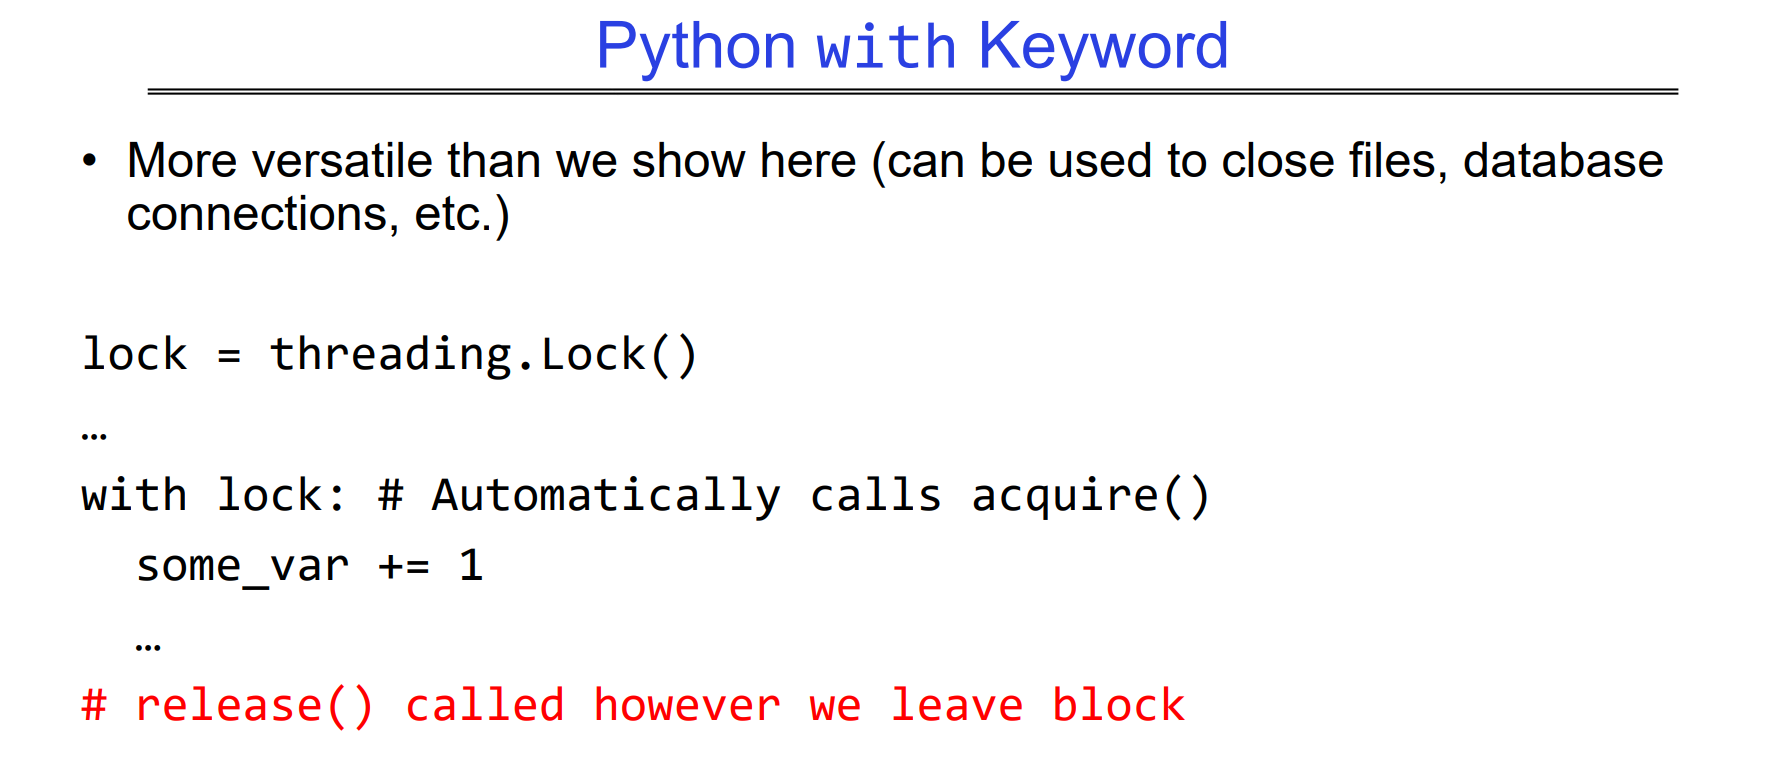 Python with Keyword
• More versatile than we show here (can be used to close files, database
connections, etc.)
lock = threading.Lock()
…
with lock: # Automatically calls acquire()
  some_var += 1
  …
# release() called however we leave block